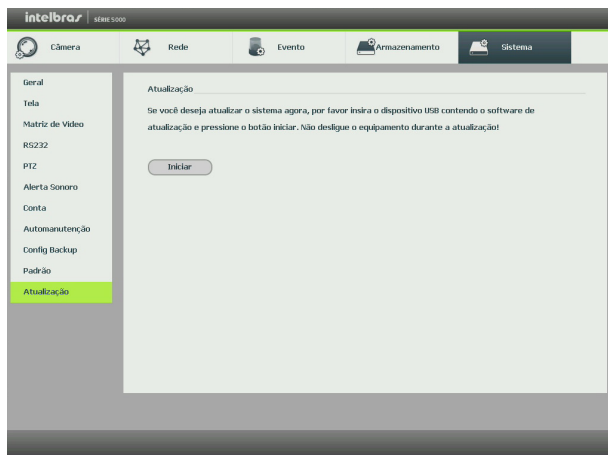 intelbras SÉRIE 5000
Câmera
Rede
Evento
Armazenamento
Sistema
Geral
Tela
Matriz de Vídeo
RS232
PTZ
Alerta Sonoro
Conta
Automanutenção
Config Backup
Padrão
Atualização
Atualização
Se você deseja atualizar o sistema agora, por favor insira o dispositivo USB contendo o software de
atualização e pressione o botão iniciar. Não desligue o equipamento durante a atualização!
Iniciar